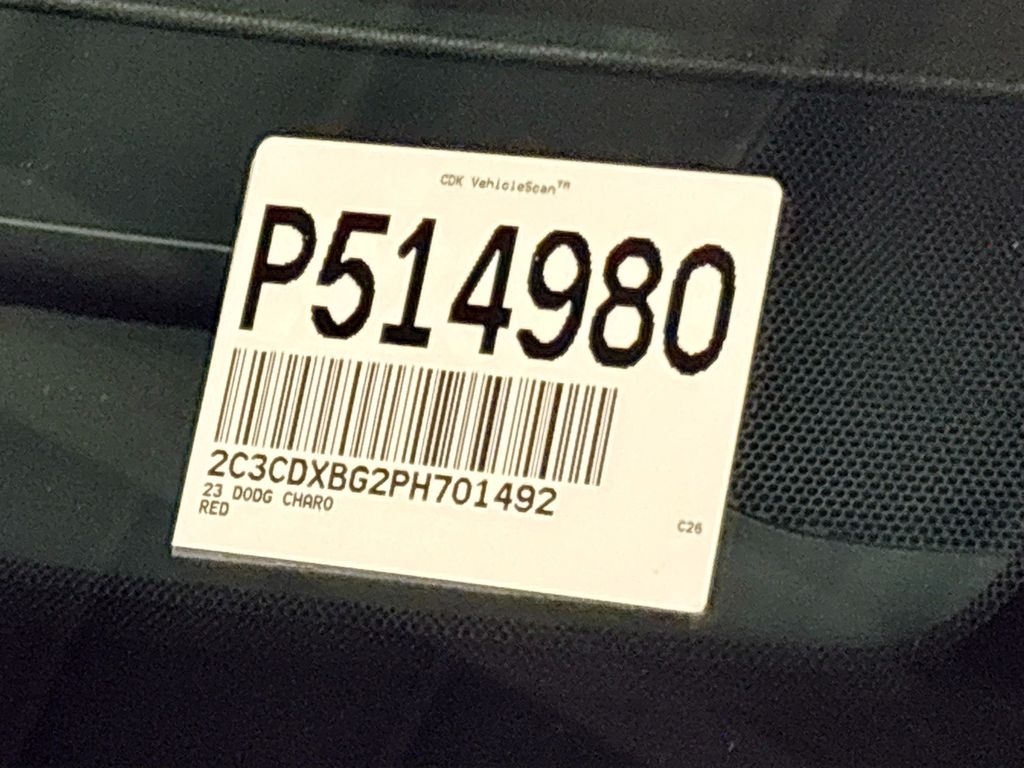 CDK VehicleScan™
P514980
2C3CDXBG2PH701492
23 DODG CHARO
RED
C26